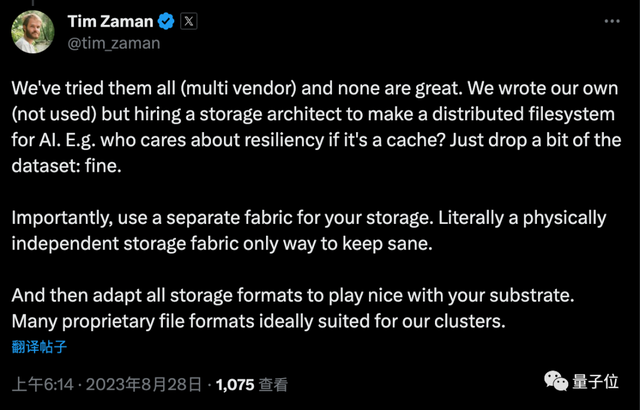 Tim Zaman X
@tim_zaman
We've tried them all (multi vendor) and none are great. We wrote our own
(not used) but hiring a storage architect to make a distributed filesystem
for AI. E.g. who cares about resiliency if it's a cache? Just drop a bit of the
dataset: fine.
Importantly, use a separate fabric for your storage. Literally a physically
independent storage fabric only way to keep sane.
And then adapt all storage formats to play nice with your substrate.
Many proprietary file formats ideally suited for our clusters.
翻译帖子
上午6:14 · 2023年8月28日 · 1,075 查看
量子位